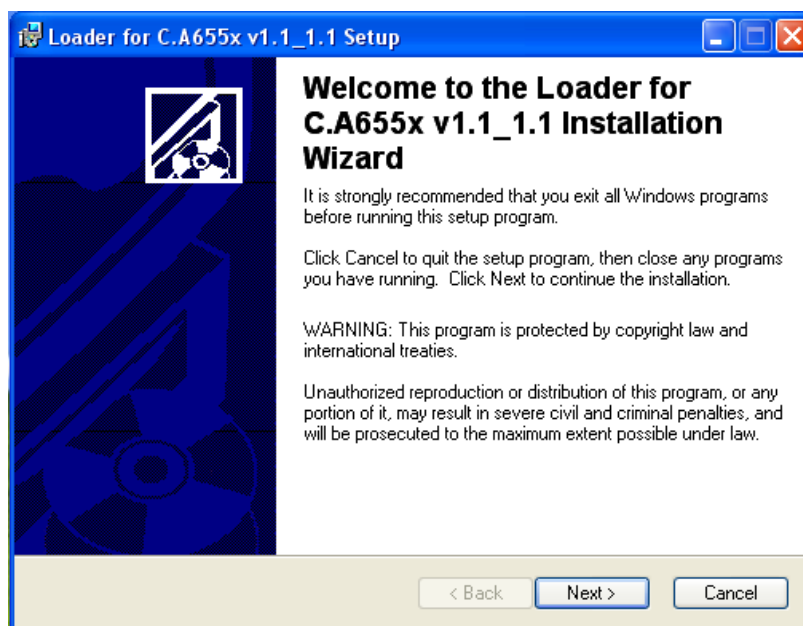 Loader for C.A655x v1.1_1.1 Setup
Welcome to the Loader for
C.A655x v1.1_1.1 Installation
Wizard
It is strongly recommended that you exit all Windows programs
before running this setup program.
Click Cancel to quit the setup program, then close any programs
you have running.  Click Next to continue the installation.
WARNING: This program is protected by copyright law and
international treaties.
Unauthorized reproduction or distribution of this program, or any
portion of it, may result in severe civil and criminal penalties, and
will be prosecuted to the maximum extent possible under law.
< Back Next > Cancel